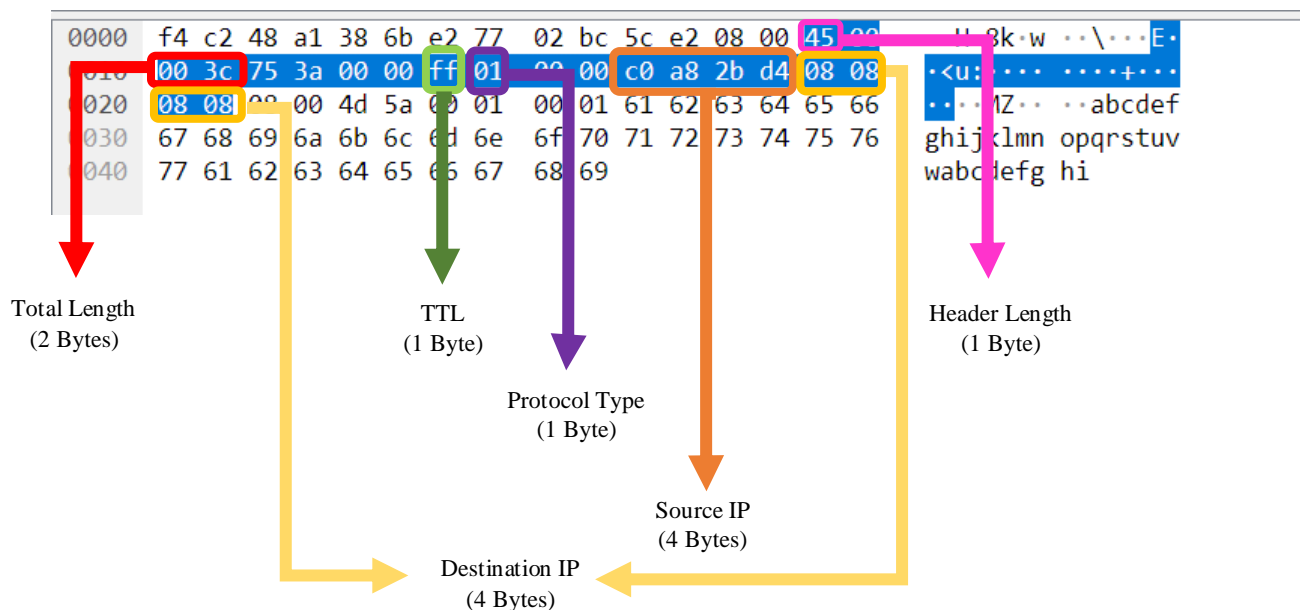 0000 f4 c2 48 a1 38 6b e2 77 02 bc 5c e2 08 00 45 00 ··H·8k·w ··\···E·
0010 00 3c 75 3a 00 00 ff 01 00 00 c0 a8 2b d4 08 08 ·<u:···· ····+···
0020 08 08 08 00 4d 5a 00 01 00 01 61 62 63 64 65 66 ····MZ·· ··abcdef
0030 67 68 69 6a 6b 6c 6d 6e 6f 70 71 72 73 74 75 76 ghijklmn opqrstuv
0040 77 61 62 63 64 65 66 67 68 69 wabcdefg hi
Total Length
(2 Bytes)
TTL
(1 Byte)
Header Length
(1 Byte)
Protocol Type
(1 Byte)
Source IP
(4 Bytes)
Destination IP
(4 Bytes)